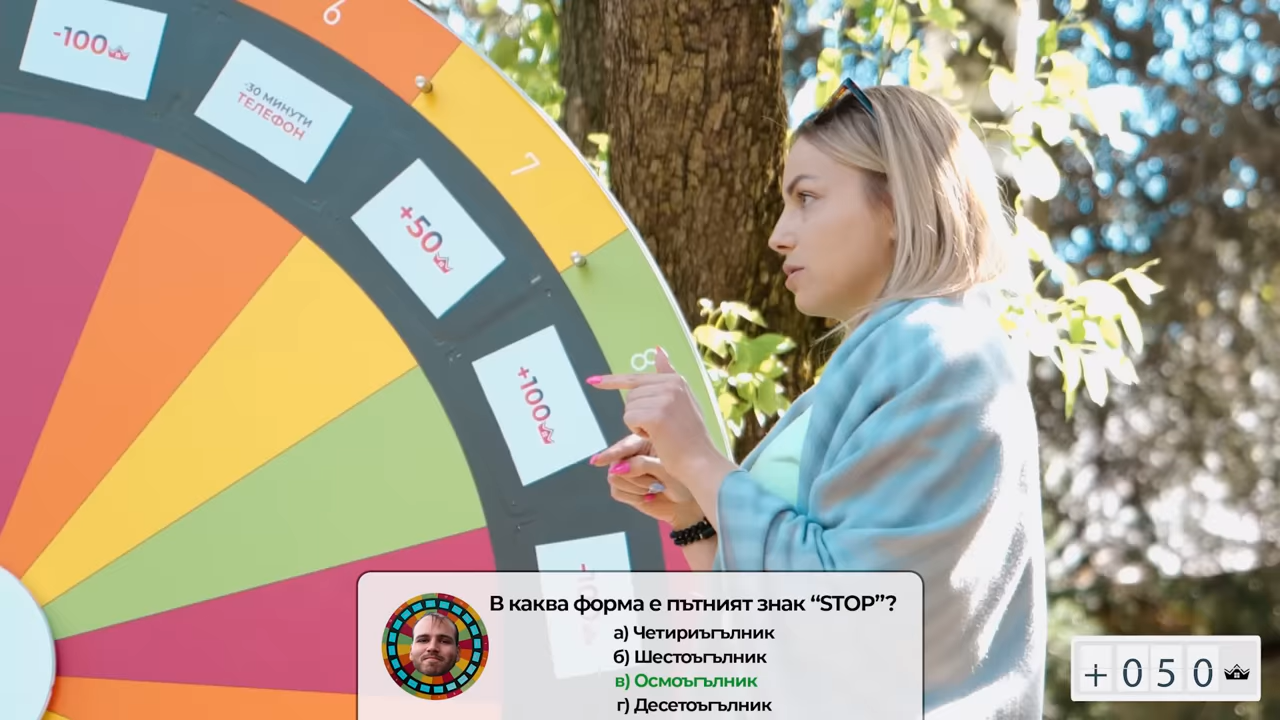 6
-100
-30 МИНУТИ
ТЕЛЕФОН
7
+50
8
+100
В каква форма е пътният знак “STOP”?
а) Четириъгълник
б) Шестоъгълник
в) Осмоъгълник
г) Десетоъгълник
+050